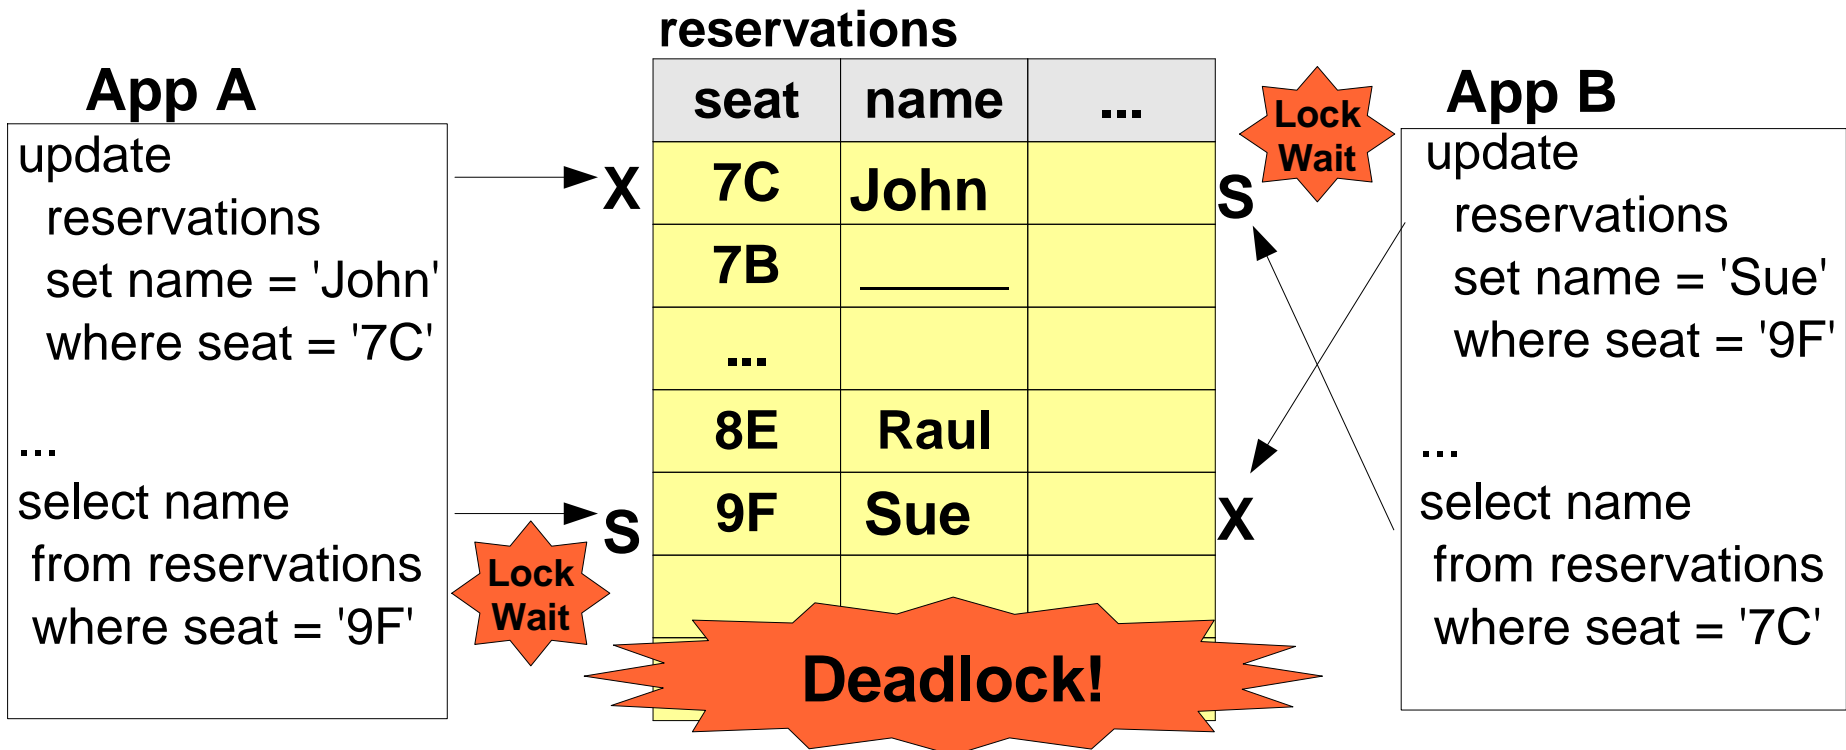 reservations
App A
update
reservations
set name = 'John'
where seat = '7C'
...
select name
from reservations
where seat = '9F'
X
S
Lock
Wait
seat name ...
7C John
7B ______
...
8E Raul
9F Sue
Deadlock!
Lock
Wait
S
X
App B
update
reservations
set name = 'Sue'
where seat = '9F'
...
select name
from reservations
where seat = '7C'